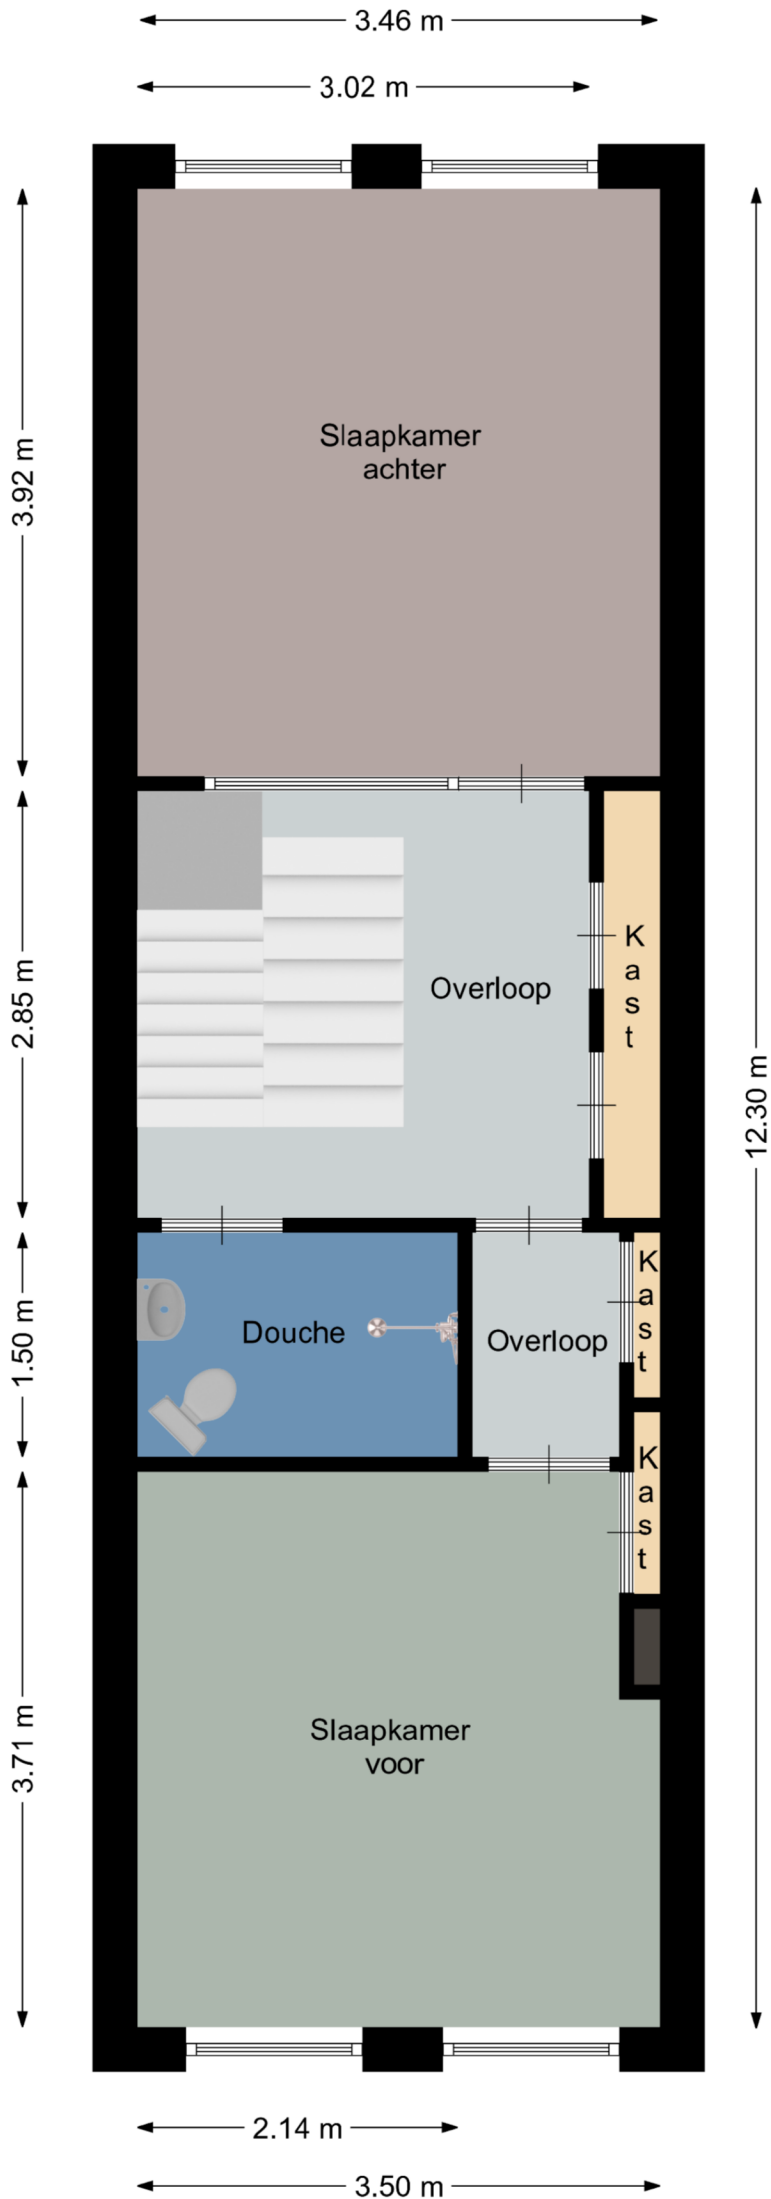 3.46 m
3.02 m
Slaapkamer
achter
3.92 m
2.85 m
Overloop
K
a
s
t
12.30 m
1.50 m
Douche
Overloop
K
a
s
t
K
a
s
t
3.71 m
Slaapkamer
voor
2.14 m
3.50 m